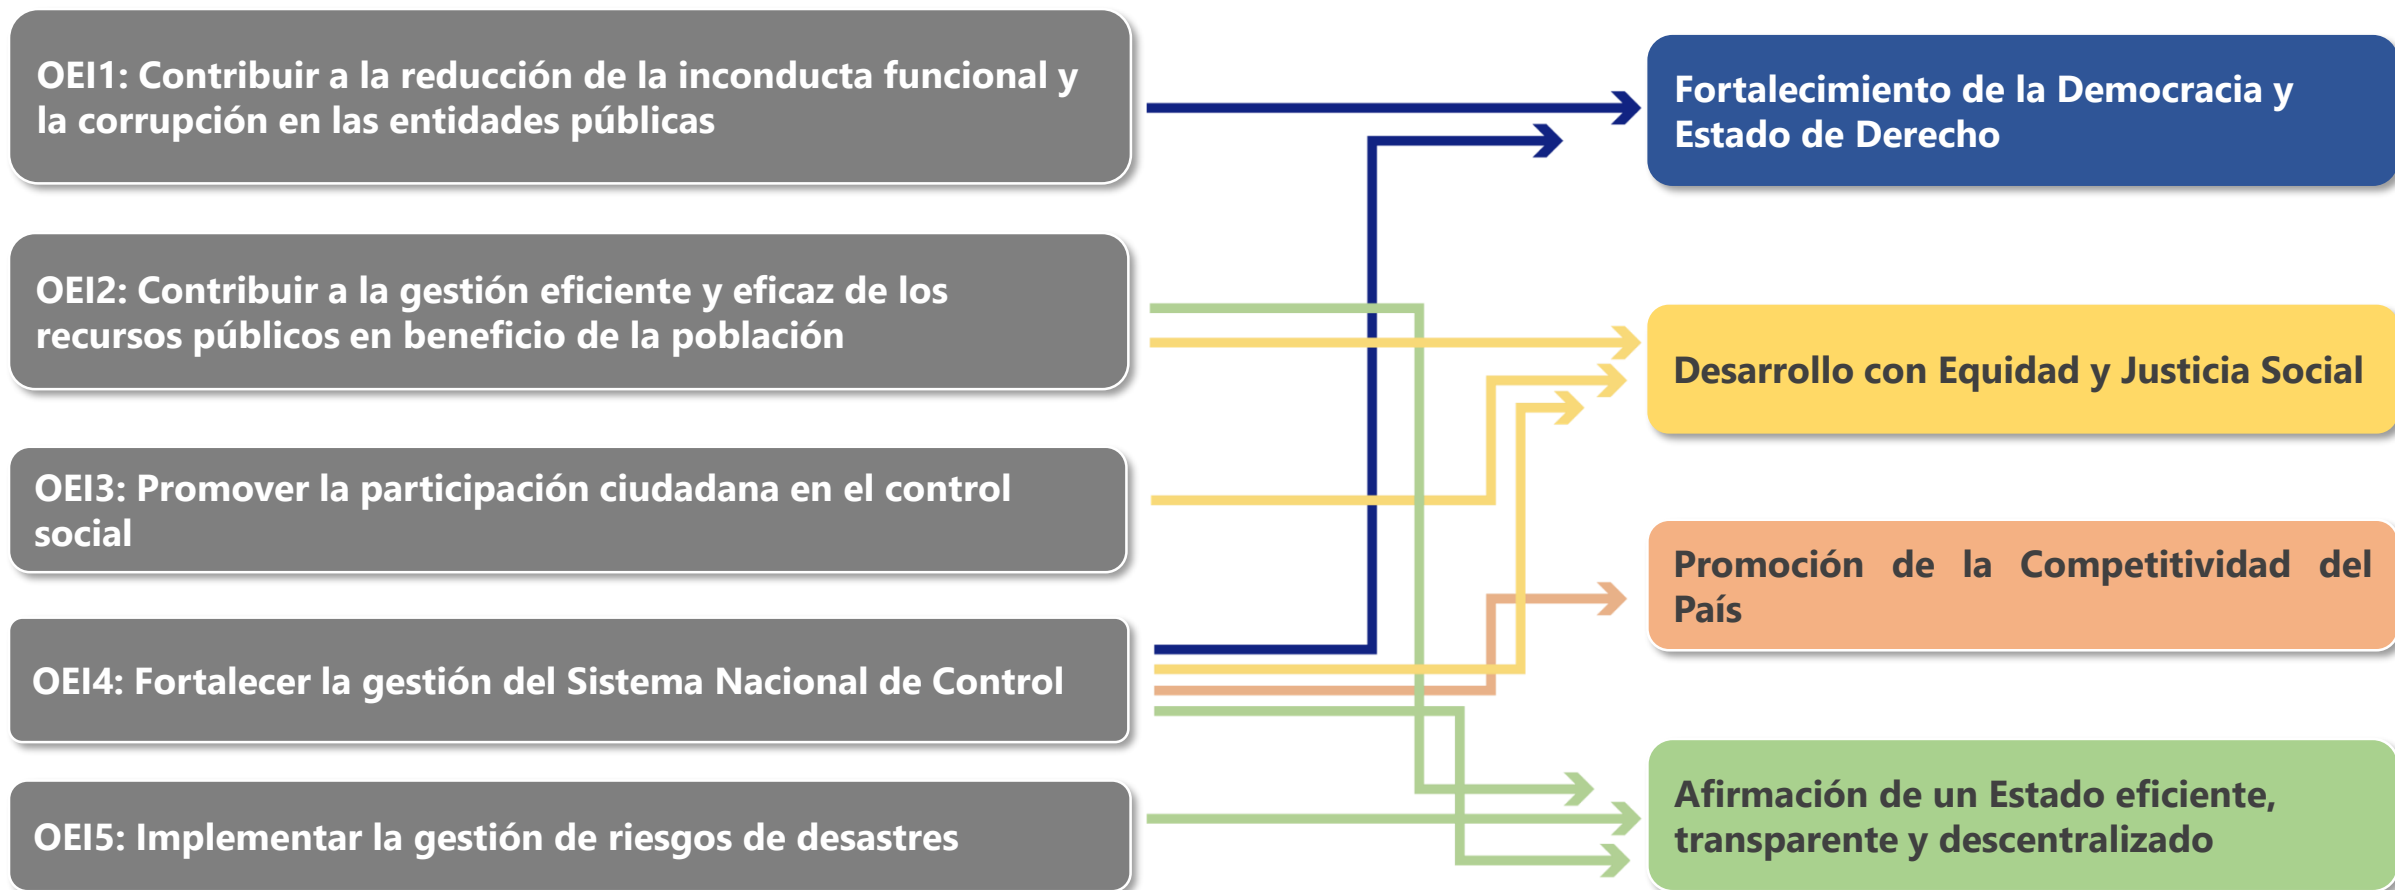 OEI1: Contribuir a la reducción de la inconducta funcional y
la corrupción en las entidades públicas
OEI2: Contribuir a la gestión eficiente y eficaz de los
recursos públicos en beneficio de la población
OEI3: Promover la participación ciudadana en el control
social
OEI4: Fortalecer la gestión del Sistema Nacional de Control
OEI5: Implementar la gestión de riesgos de desastres
Fortalecimiento de la Democracia y
Estado de Derecho
Desarrollo con Equidad y Justicia Social
Promoción de la Competitividad del
País
Afirmación de un Estado eficiente,
transparente y descentralizado